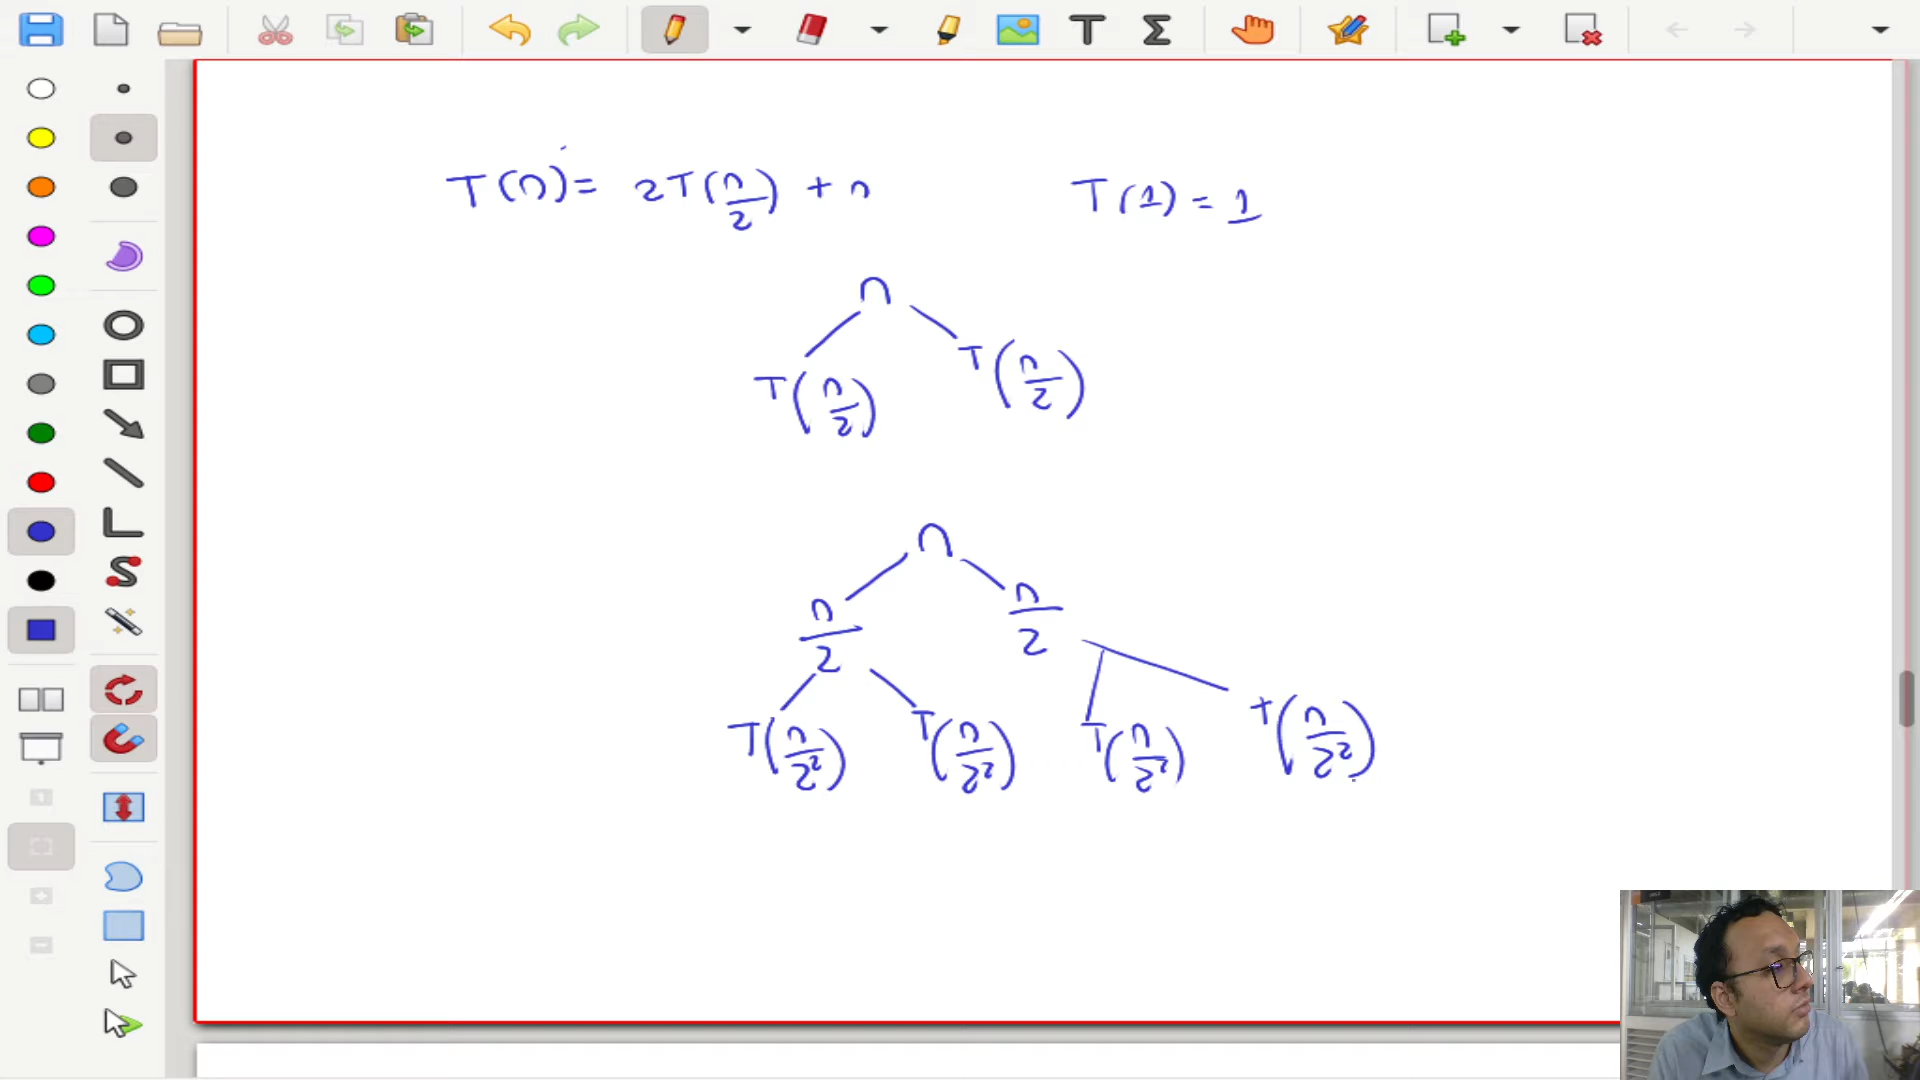 T(n) = 2T(n/2) + n T(1) = 1
n
T(n/2) T(n/2)
n
n/2 n/2
T(n/2²) T(n/2²) T(n/2²) T(n/2²)